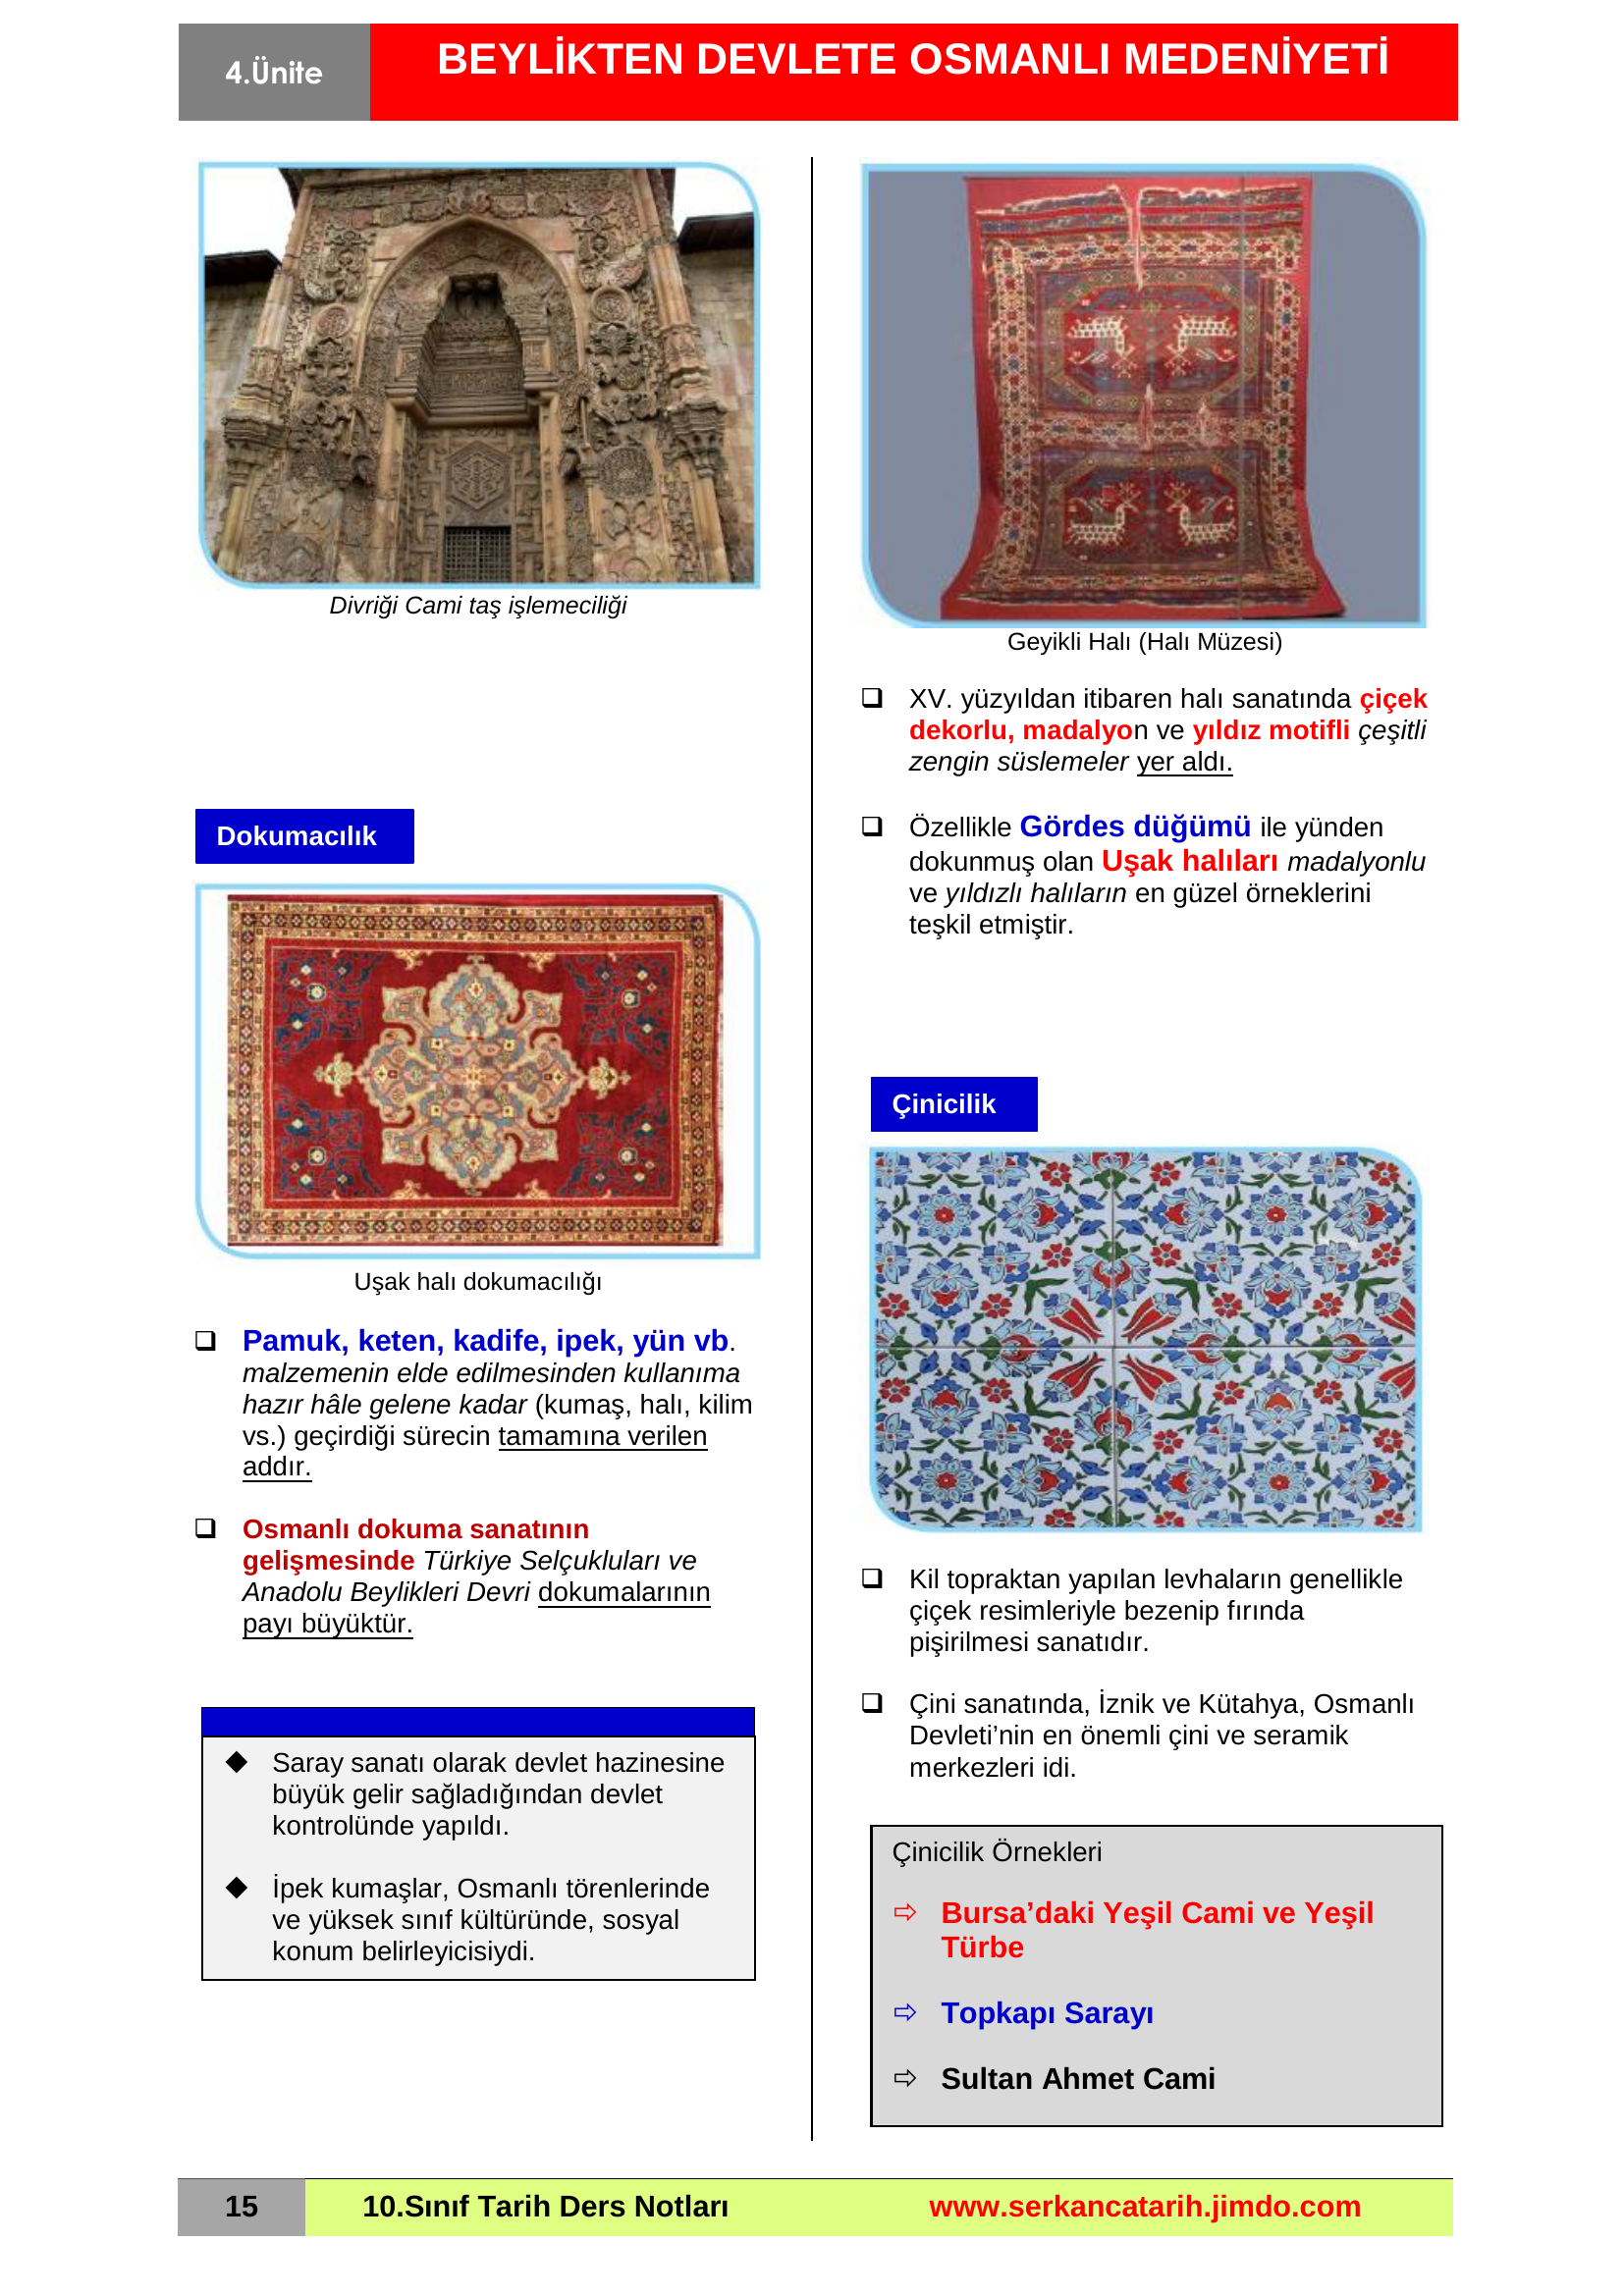 4.Ünite
BEYLİKTEN DEVLETE OSMANLI MEDENİYETİ
Divriği Cami taş işlemeciliği
Dokumacılık
Uşak halı dokumacılığı
Pamuk, keten, kadife, ipek, yün vb.
malzemenin elde edilmesinden kullanıma
hazır hâle gelene kadar (kumaş, halı, kilim
vs.) geçirdiği sürecin tamamına verilen
addır.
Osmanlı dokuma sanatının
gelişmesinde Türkiye Selçukluları ve
Anadolu Beylikleri Devri dokumalarının
payı büyüktür.
Saray sanatı olarak devlet hazinesine
büyük gelir sağladığından devlet
kontrolünde yapıldı.
İpek kumaşlar, Osmanlı törenlerinde
ve yüksek sınıf kültüründe, sosyal
konum belirleyicisiydi.
Geyikli Halı (Halı Müzesi)
XV. yüzyıldan itibaren halı sanatında çiçek
dekorlu, madalyon ve yıldız motifli çeşitli
zengin süslemeler yer aldı.
Özellikle Gördes düğümü ile yünden
dokunmuş olan Uşak halıları madalyonlu
ve yıldızlı halıların en güzel örneklerini
teşkil etmiştir.
Çinicilik
Kil topraktan yapılan levhaların genellikle
çiçek resimleriyle bezenip fırında
pişirilmesi sanatıdır.
Çini sanatında, İznik ve Kütahya, Osmanlı
Devleti’nin en önemli çini ve seramik
merkezleri idi.
Çinicilik Örnekleri
Bursa’daki Yeşil Cami ve Yeşil
Türbe
Topkapı Sarayı
Sultan Ahmet Cami
15
10.Sınıf Tarih Ders Notları
www.serkancatarih.jimdo.com